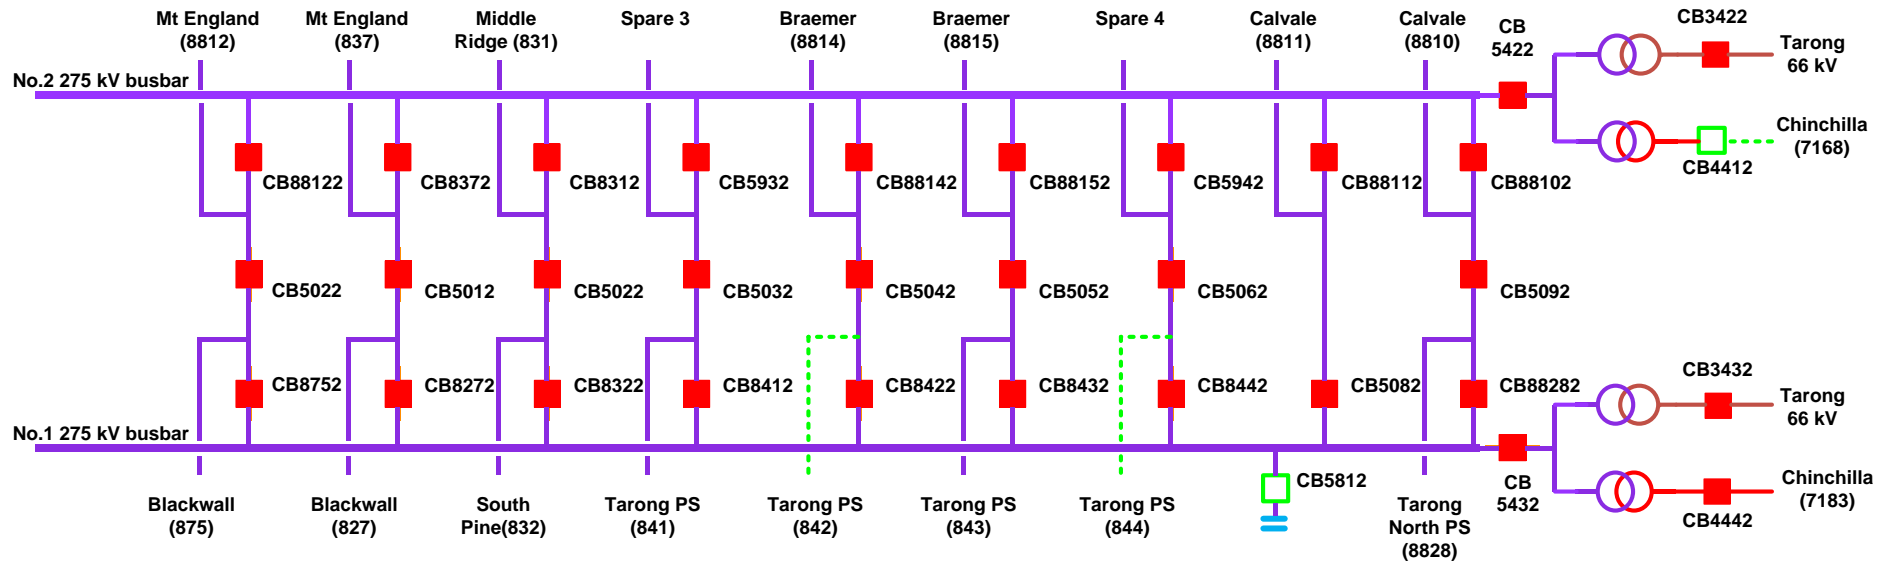 Mt England
(8812)
Mt England
(837)
Middle
Ridge (831)
Spare 3
Braemer
(8814)
Braemer
(8815)
Spare 4
Calvale
(8811)
Calvale
(8810)
CB
5422
CB3422
Tarong
66 kV
No.2 275 kV busbar
Chinchilla
(7168)
CB4412
CB88122
CB8372
CB8312
CB5932
CB88142
CB88152
CB5942
CB88112
CB88102
CB5022
CB5012
CB5022
CB5032
CB5042
CB5052
CB5062
CB5092
CB8752
CB8272
CB8322
CB8412
CB8422
CB8432
CB8442
CB5082
CB88282
CB3432
Tarong
66 kV
No.1 275 kV busbar
CB5812
CB
5432
Chinchilla
(7183)
CB4442
Blackwall
(875)
Blackwall
(827)
South
Pine(832)
Tarong PS
(841)
Tarong PS
(842)
Tarong PS
(843)
Tarong PS
(844)
Tarong
North PS
(8828)